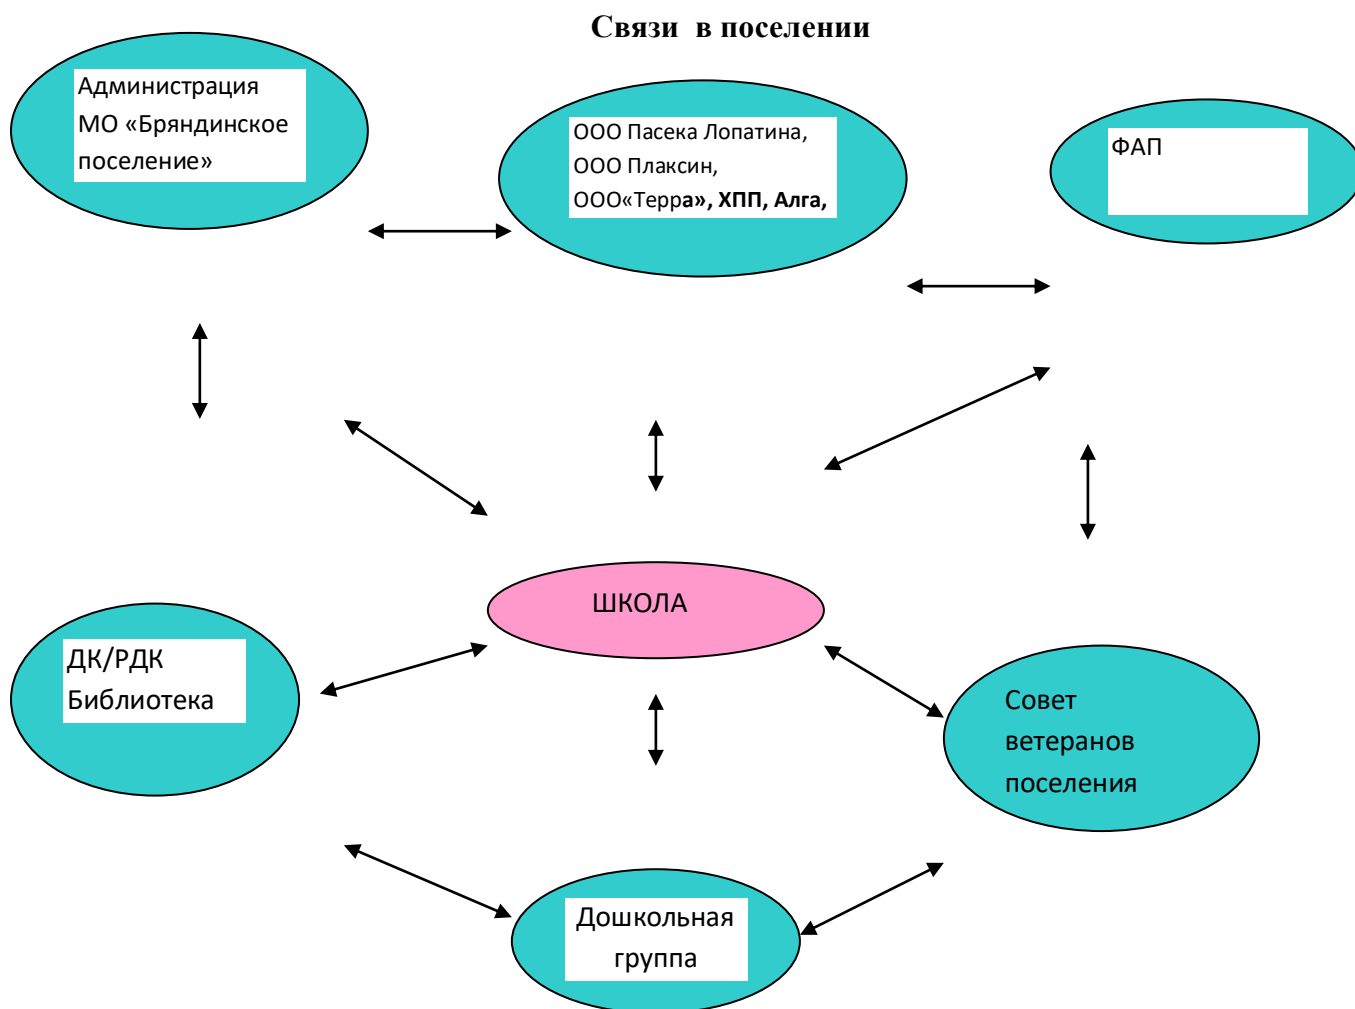 Связи в поселении
Администрация
МО «Бряндинское
поселение»
ООО Пасека Лопатина,
ООО Плаксин,
ООО«Терра», ХПП, Алга,
ФАП
ШКОЛА
ДК/РДК
Библиотека
Совет
ветеранов
поселения
Дошкольная
группа